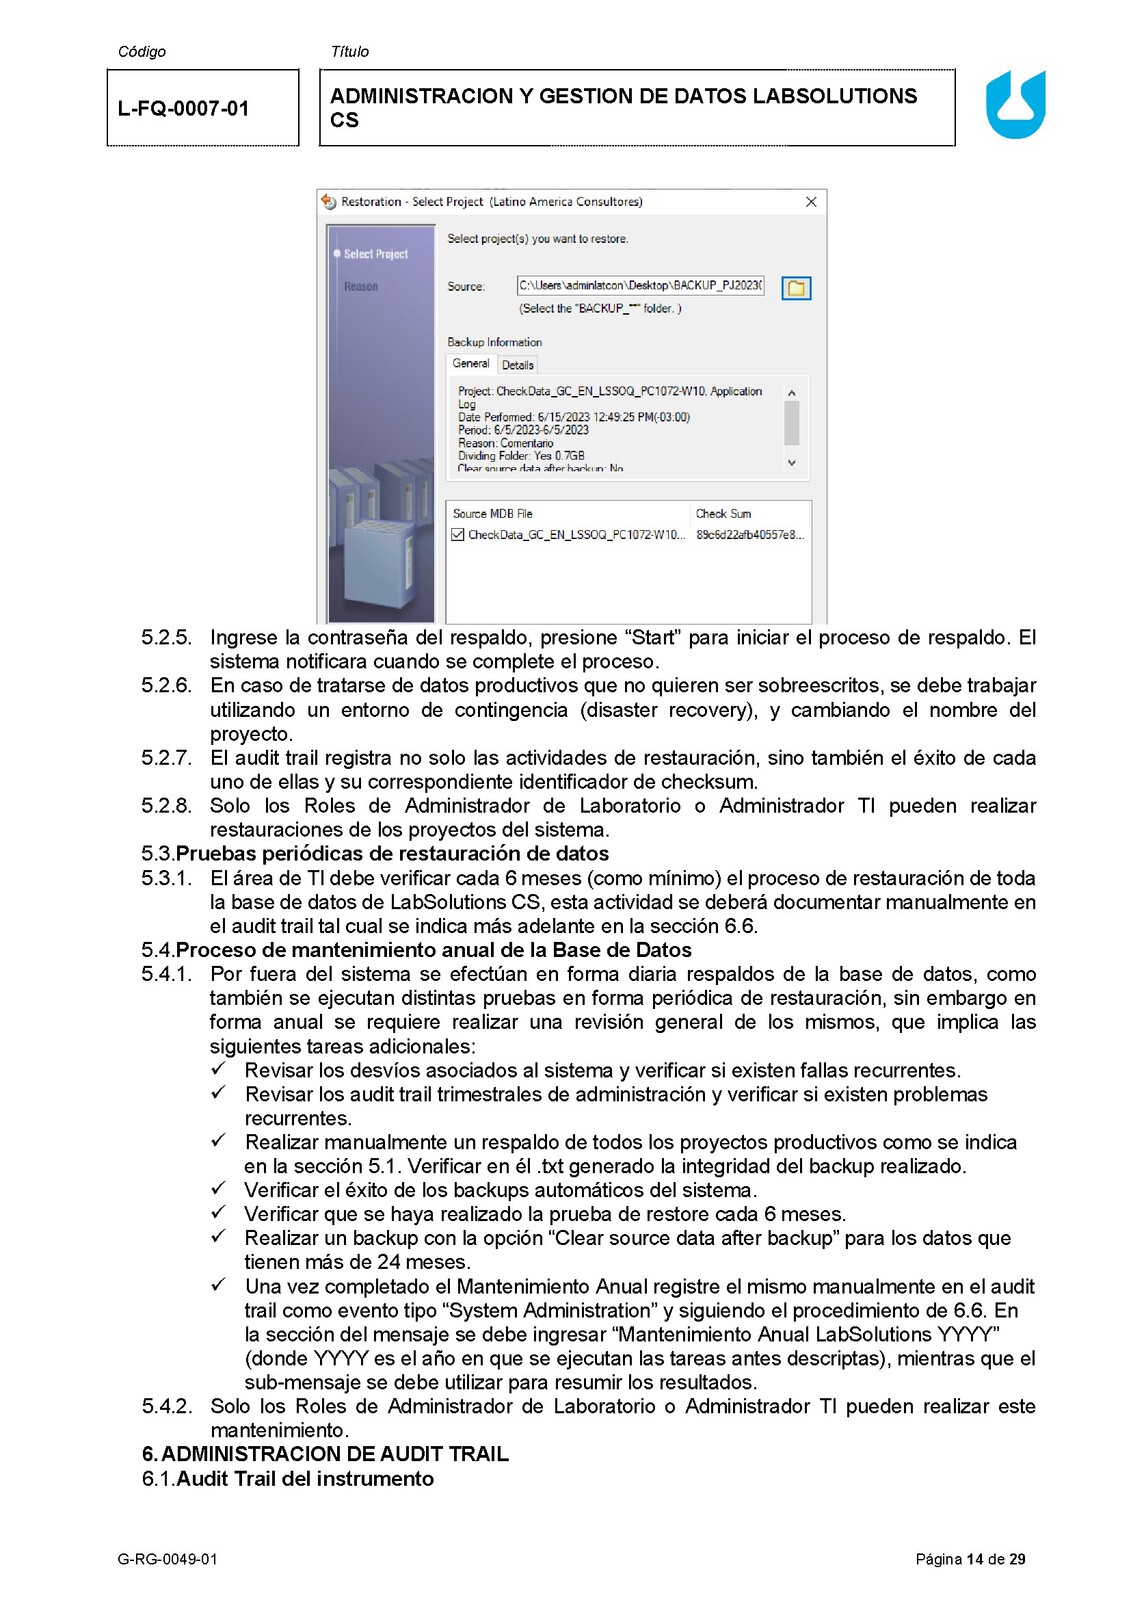 Código
Título
L-FQ-0007-01
ADMINISTRACION Y GESTION DE DATOS LABSOLUTIONS
CS
Restoration - Select Project (Latino America Consultores)
Select Project
Reason
Select project(s) you want to restore.
Source:
C:\Users\adminlatcon\Desktop\BACKUP_PJ2023(
(Select the "BACKUP_**" folder. )
Backup Information
General
Details
Project: CheckData_GC_EN_LSSOQ_PC1072-W10, Application
Log
Date Performed: 6/15/2023 12:49:25 PM(-03:00)
Period: 6/5/2023-6/5/2023
Reason: Comentario
Dividing Folder: Yes 0.7GB
Clear source data after backup: No
Source MDB File
Check Sum
CheckData_GC_EN_LSSOQ_PC1072-W10...
89c6d22afb40557e8...
5.2.5. Ingrese la contraseña del respaldo, presione “Start” para iniciar el proceso de respaldo. El
sistema notificara cuando se complete el proceso.
5.2.6. En caso de tratarse de datos productivos que no quieren ser sobreescritos, se debe trabajar
utilizando un entorno de contingencia (disaster recovery), y cambiando el nombre del
proyecto.
5.2.7. El audit trail registra no solo las actividades de restauración, sino también el éxito de cada
uno de ellas y su correspondiente identificador de checksum.
5.2.8. Solo los Roles de Administrador de Laboratorio o Administrador TI pueden realizar
restauraciones de los proyectos del sistema.
5.3.Pruebas periódicas de restauración de datos
5.3.1. El área de TI debe verificar cada 6 meses (como mínimo) el proceso de restauración de toda
la base de datos de LabSolutions CS, esta actividad se deberá documentar manualmente en
el audit trail tal cual se indica más adelante en la sección 6.6.
5.4.Proceso de mantenimiento anual de la Base de Datos
5.4.1. Por fuera del sistema se efectúan en forma diaria respaldos de la base de datos, como
también se ejecutan distintas pruebas en forma periódica de restauración, sin embargo en
forma anual se requiere realizar una revisión general de los mismos, que implica las
siguientes tareas adicionales:
✓ Revisar los desvíos asociados al sistema y verificar si existen fallas recurrentes.
✓ Revisar los audit trail trimestrales de administración y verificar si existen problemas
recurrentes.
✓ Realizar manualmente un respaldo de todos los proyectos productivos como se indica
en la sección 5.1. Verificar en él .txt generado la integridad del backup realizado.
✓ Verificar el éxito de los backups automáticos del sistema.
✓ Verificar que se haya realizado la prueba de restore cada 6 meses.
✓ Realizar un backup con la opción “Clear source data after backup” para los datos que
tienen más de 24 meses.
✓ Una vez completado el Mantenimiento Anual registre el mismo manualmente en el audit
trail como evento tipo “System Administration” y siguiendo el procedimiento de 6.6. En
la sección del mensaje se debe ingresar “Mantenimiento Anual LabSolutions YYYY”
(donde YYYY es el año en que se ejecutan las tareas antes descriptas), mientras que el
sub-mensaje se debe utilizar para resumir los resultados.
5.4.2. Solo los Roles de Administrador de Laboratorio o Administrador TI pueden realizar este
mantenimiento.
6.ADMINISTRACION DE AUDIT TRAIL
6.1.Audit Trail del instrumento
G-RG-0049-01
Página 14 de 29